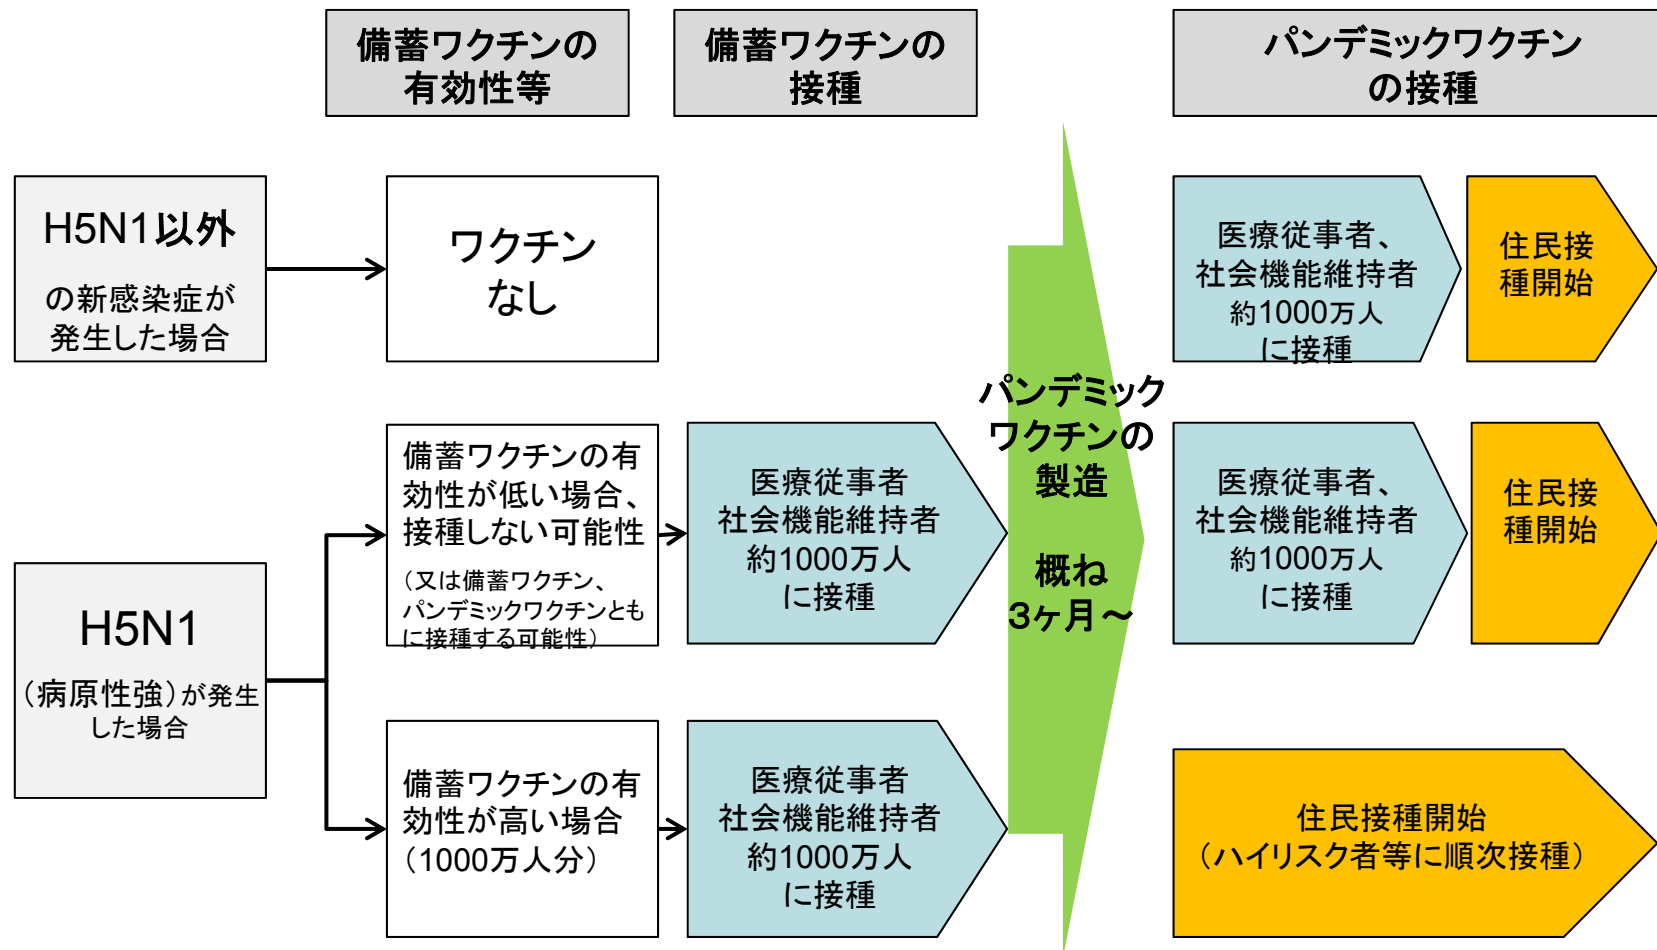 備蓄ワクチンの
有効性等
備蓄ワクチンの
接種
パンデミックワクチン
の接種
H5N1以外
の新感染症が
発生した場合
ワクチン
なし
医療従事者、
社会機能維持者
約1000万人
に接種
住民接
種開始
パンデミック
ワクチンの
製造
概ね
3ヶ月~
H5N1
(病原性強)が発生
した場合
備蓄ワクチンの有
効性が低い場合、
接種しない可能性
(又は備蓄ワクチン、
パンデミックワクチンとも
に接種する可能性)
医療従事者
社会機能維持者
約1000万人
に接種
医療従事者、
社会機能維持者
約1000万人
に接種
住民接
種開始
備蓄ワクチンの有
効性が高い場合
(1000万人分)
医療従事者
社会機能維持者
約1000万人
に接種
住民接種開始
(ハイリスク者等に順次接種)